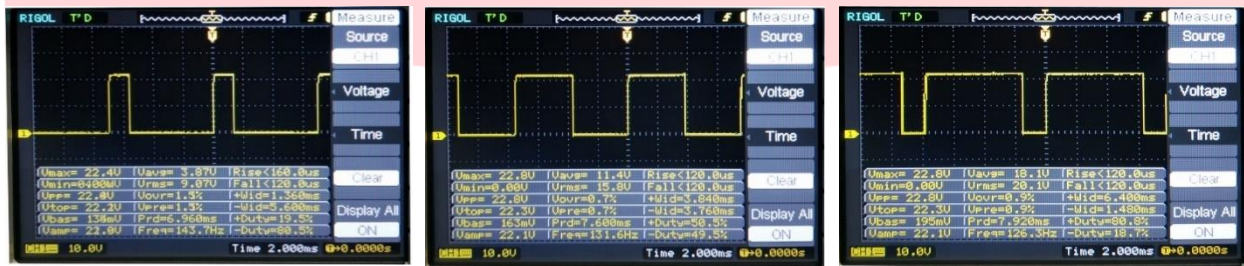 RIGOL T'D Measure
Source
CH1
Voltage
Time
Clear
Display All
ON
Vmax= 22.4V Vavg= 3.87V Rise<160.0us
Vrms= 9.07V Fall<120.0us
Vpp= 22.8V Vovr=1.3% +Wid=1.360ms
Vtop= 22.2V Vpre=1.3% -Wid=5.600ms
Vbas= 138mV Prd=6.960ms +Duty=19.5%
Vamp= 22.0V Freq=143.7Hz -Duty=80.5%
CH1 10.0V Time 2.000ms 0.0000s
RIGOL T'D Measure
Source
CH1
Voltage
Time
Clear
Display All
ON
Vmax= 22.8V Vavg= 11.4V Rise<120.0us
Vmin=0.00V Vrms= 15.8V Fall<120.0us
Vpp= 22.8V Vovr=0.7% +Wid=3.840ms
Vtop= 22.3V Vpre=0.7% -Wid=3.760ms
Vbas= 163mV Prd=7.600ms +Duty=50.5%
Vamp= 22.1V Freq=131.6Hz -Duty=49.5%
CH1 10.0V Time 2.000ms 0.0000s
RIGOL T'D Measure
Source
CH1
Voltage
Time
Clear
Display All
ON
Vmax= 22.8V Vavg= 18.1V Rise<120.0us
Vmin=0.00V Vrms= 20.1V Fall<120.0us
Vpp= 22.8V Vovr=0.9% +Wid=6.400ms
Vtop= 22.3V Vpre=0.9% -Wid=1.480ms
Vbas= 195mV Prd=7.920ms +Duty=80.8%
Vamp= 22.1V Freq=126.3Hz -Duty=18.7%
CH1 10.0V Time 2.000ms 0.0000s